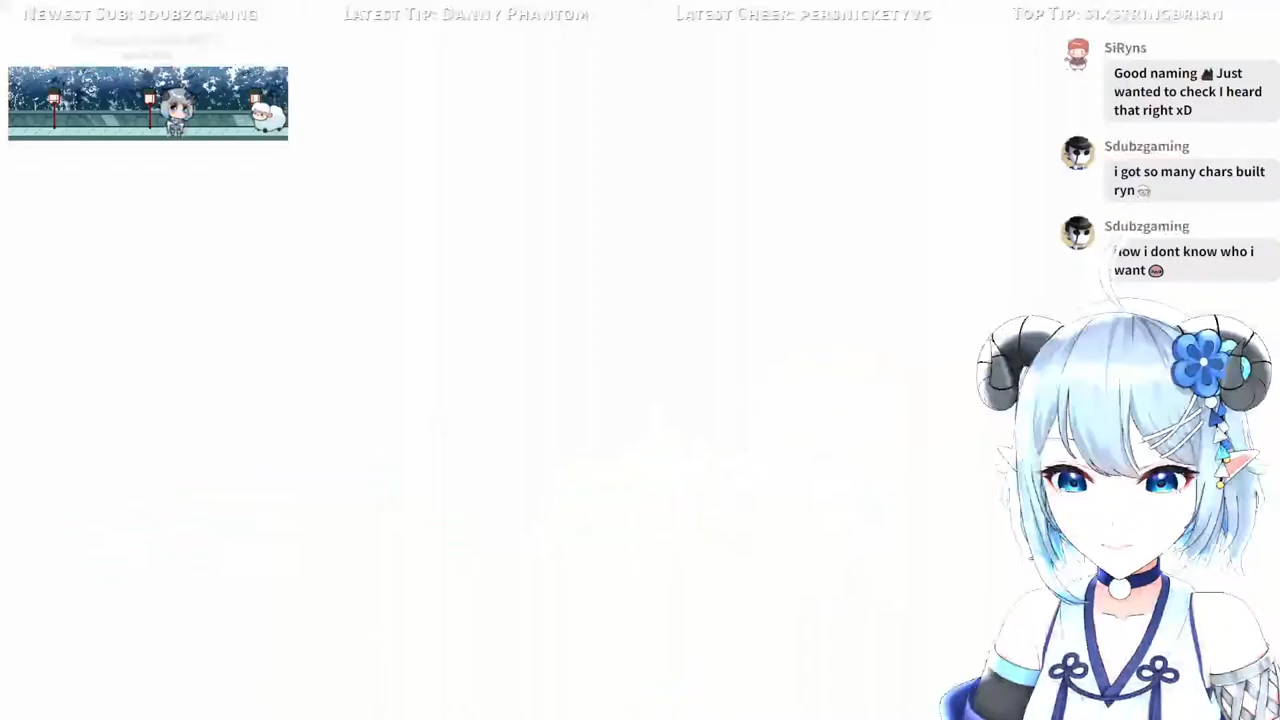 Newest Sub: sdubzgaming
Latest Tip: Danny Phantom
Latest Cheer: persnicketyvc
Top Tip: sixstringbrian
SiRyns
Good naming Just
wanted to check I heard
that right xD
Sdubzgaming
i got so many chars built
ryn
Sdubzgaming
now i dont know who i
want